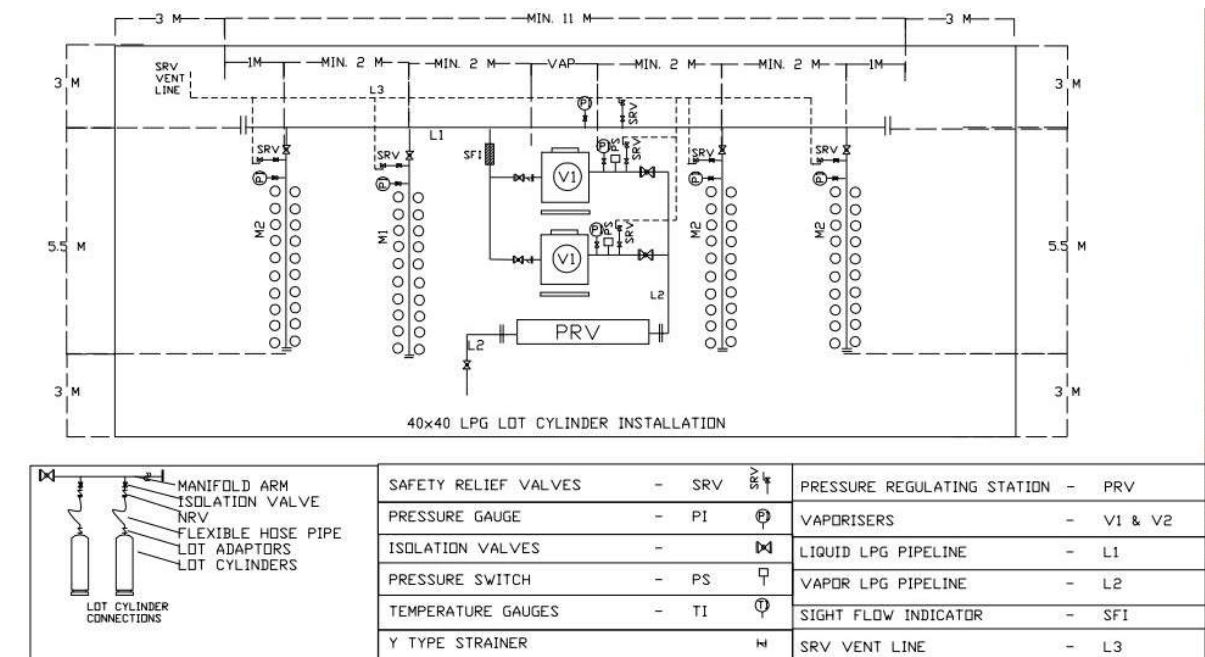 3 M MIN. 11 M 3 M
SRV
VENT
LINE
1M MIN. 2 M MIN. 2 M VAP MIN. 2 M MIN. 2 M 1M
3 M 3 M
L3
PI SRV
L1
SRV SRV SFI PI PS SRV SRV SRV
PI PI V1 PI PI
M2 M1 M2 M2
5.5 M 5.5 M
PI PS SRV
V1
L2
PRV
L2
3 M 3 M
40x40 LPG LOT CYLINDER INSTALLATION
MANIFOLD ARM
ISOLATION VALVE
NRV
FLEXIBLE HOSE PIPE
LOT ADAPTORS
LOT CYLINDERS
LOT CYLINDER
CONNECTIONS
SAFETY RELIEF VALVES - SRV SRV
PRESSURE GAUGE - PI PI
ISOLATION VALVES -
PRESSURE SWITCH - PS
TEMPERATURE GAUGES - TI TI
Y TYPE STRAINER
PRESSURE REGULATING STATION - PRV
VAPORISERS - V1 & V2
LIQUID LPG PIPELINE - L1
VAPOR LPG PIPELINE - L2
SIGHT FLOW INDICATOR - SFI
SRV VENT LINE - L3